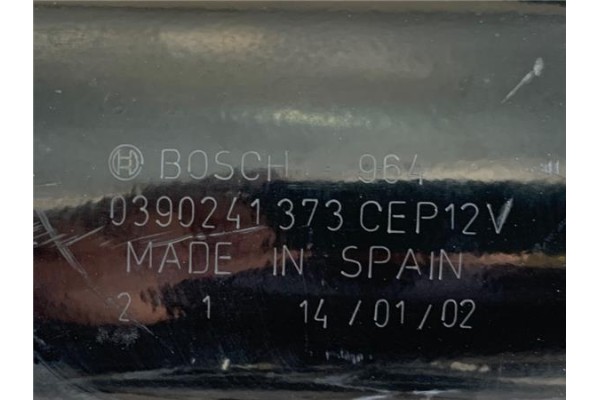 BOSCH 964
0390241373 CEP12V
MADE IN SPAIN
2 1 14/01/02